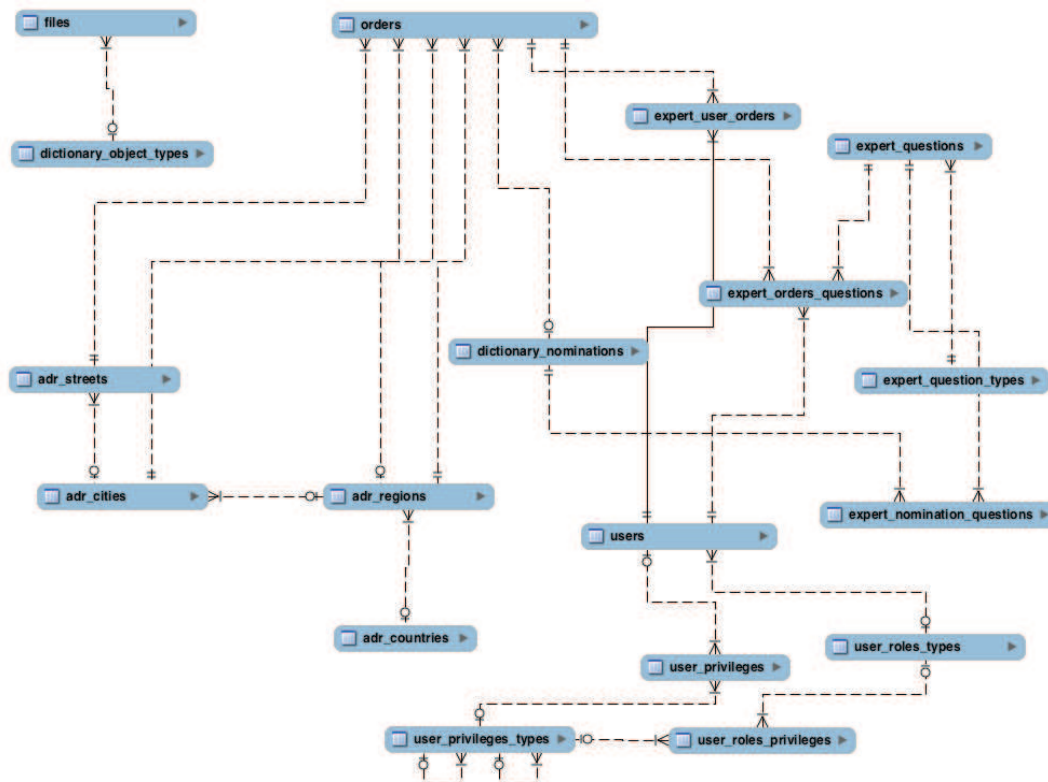 files
orders
expert_user_orders
dictionary_object_types
expert_questions
expert_orders_questions
dictionary_nominations
adr_streets
expert_question_types
adr_cities
adr_regions
expert_nomination_questions
users
adr_countries
user_roles_types
user_privileges
user_privileges_types
user_roles_privileges